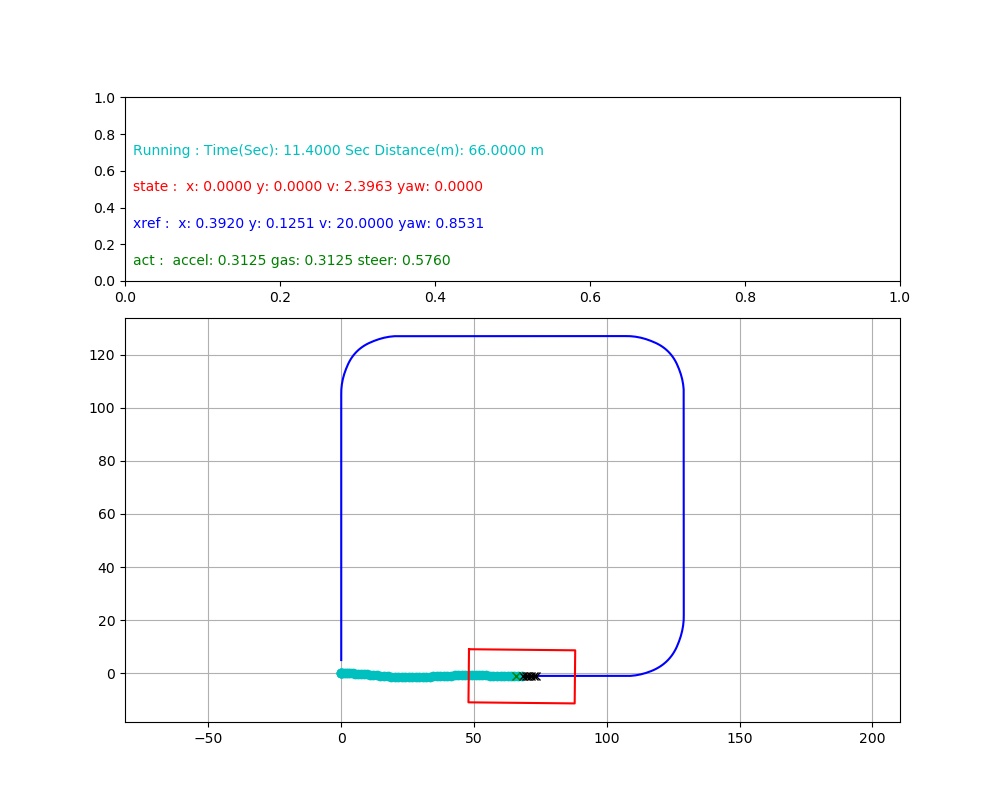 1.0
0.8
Running : Time(Sec): 11.4000 Sec Distance(m): 66.0000 m
0.6
state :  x: 0.0000 y: 0.0000 v: 2.3963 yaw: 0.0000
0.4
xref :  x: 0.3920 y: 0.1251 v: 20.0000 yaw: 0.8531
0.2
act :  accel: 0.3125 gas: 0.3125 steer: 0.5760
0.0
0.0 0.2 0.4 0.6 0.8 1.0
120
100
80
60
40
20
0
−50 0 50 100 150 200